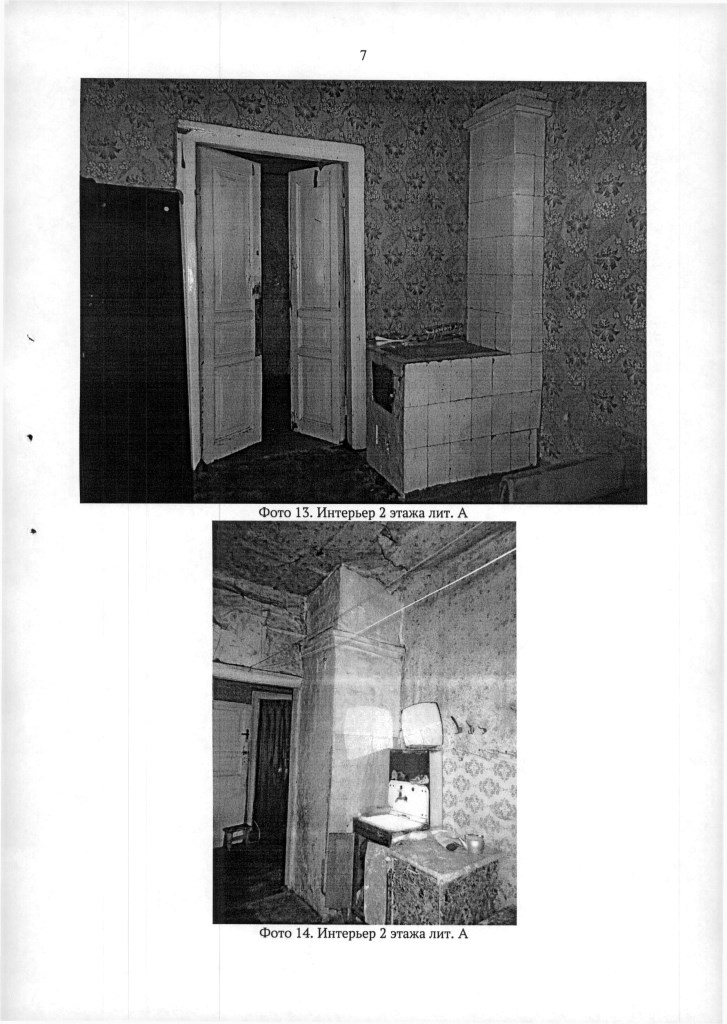 7
Фото 13. Интерьер 2 этажа лит. А
Фото 14. Интерьер 2 этажа лит. А